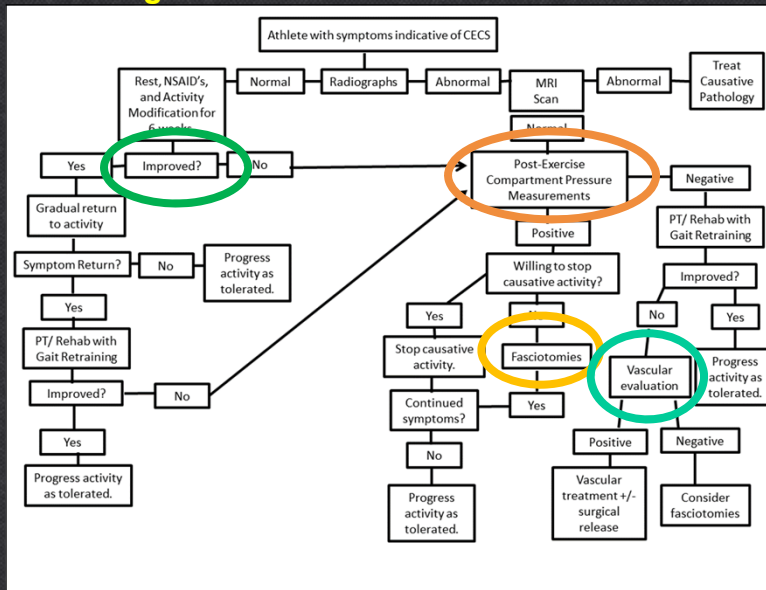 Athlete with symptoms indicative of CECS
Rest, NSAID's,
and Activity
Modification for
6 weeks
Normal
Radiographs
Abnormal
MRI
Scan
Abnormal
Treat
Causative
Pathology
Normal
Yes
Improved?
No
Post-Exercise
Compartment Pressure
Measurements
Negative
Gradual return
to activity
Positive
PT/ Rehab with
Gait Retraining
Symptom Return?
No
Progress
activity as
tolerated.
Willing to stop
causative activity?
Improved?
Yes
Yes
No
No
Yes
PT/ Rehab with
Gait Retraining
Stop causative
activity.
Fasciotomies
Vascular
evaluation
Progress
activity as
tolerated.
Improved?
No
Continued
symptoms?
Yes
Yes
No
Positive
Negative
Progress activity
as tolerated.
Progress
activity as
tolerated.
Vascular
treatment +/-
surgical
release
Consider
fasciotomies